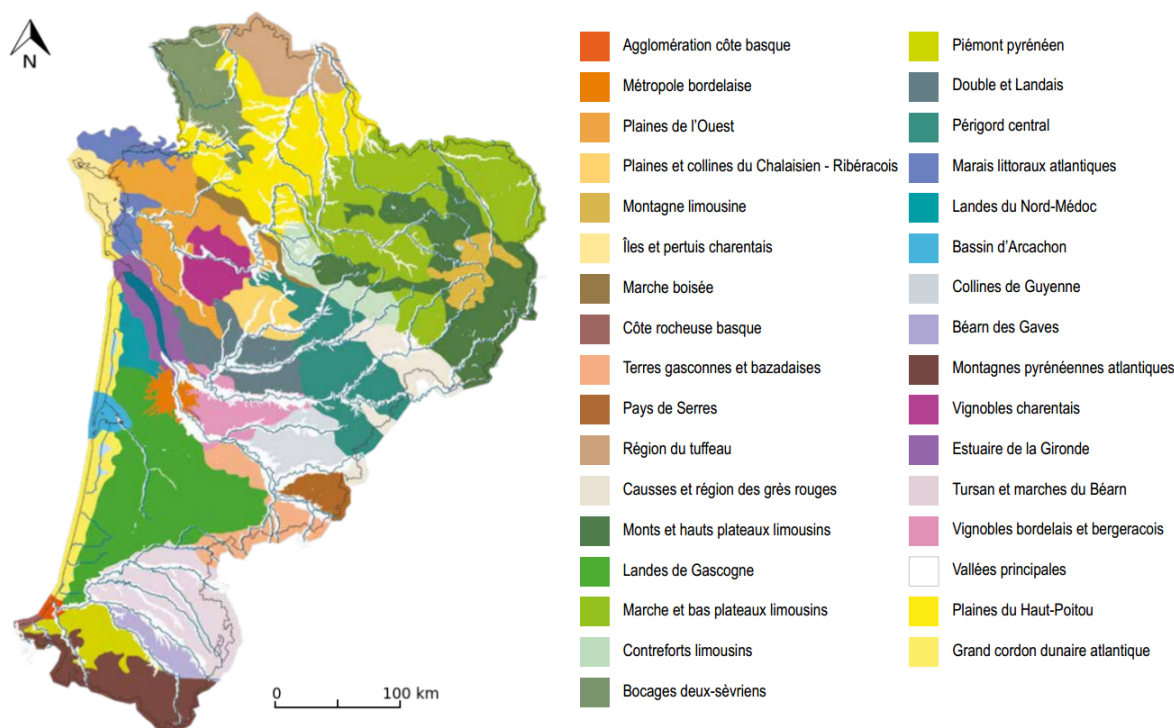 N
0 100 km
Agglomération côte basque
Métropole bordelaise
Plaines de l'Ouest
Plaines et collines du Chalaisien - Ribéracois
Montagne limousine
Îles et pertuis charentais
Marche boisée
Côte rocheuse basque
Terres gasconnes et bazadaises
Pays de Serres
Région du tuffeau
Causses et région des grès rouges
Monts et hauts plateaux limousins
Landes de Gascogne
Marche et bas plateaux limousins
Contreforts limousins
Bocages deux-sèvriens
Piémont pyrénéen
Double et Landais
Périgord central
Marais littoraux atlantiques
Landes du Nord-Médoc
Bassin d'Arcachon
Collines de Guyenne
Béarn des Gaves
Montagnes pyrénéennes atlantiques
Vignobles charentais
Estuaire de la Gironde
Tursan et marches du Béarn
Vignobles bordelais et bergeracois
Vallées principales
Plaines du Haut-Poitou
Grand cordon dunaire atlantique